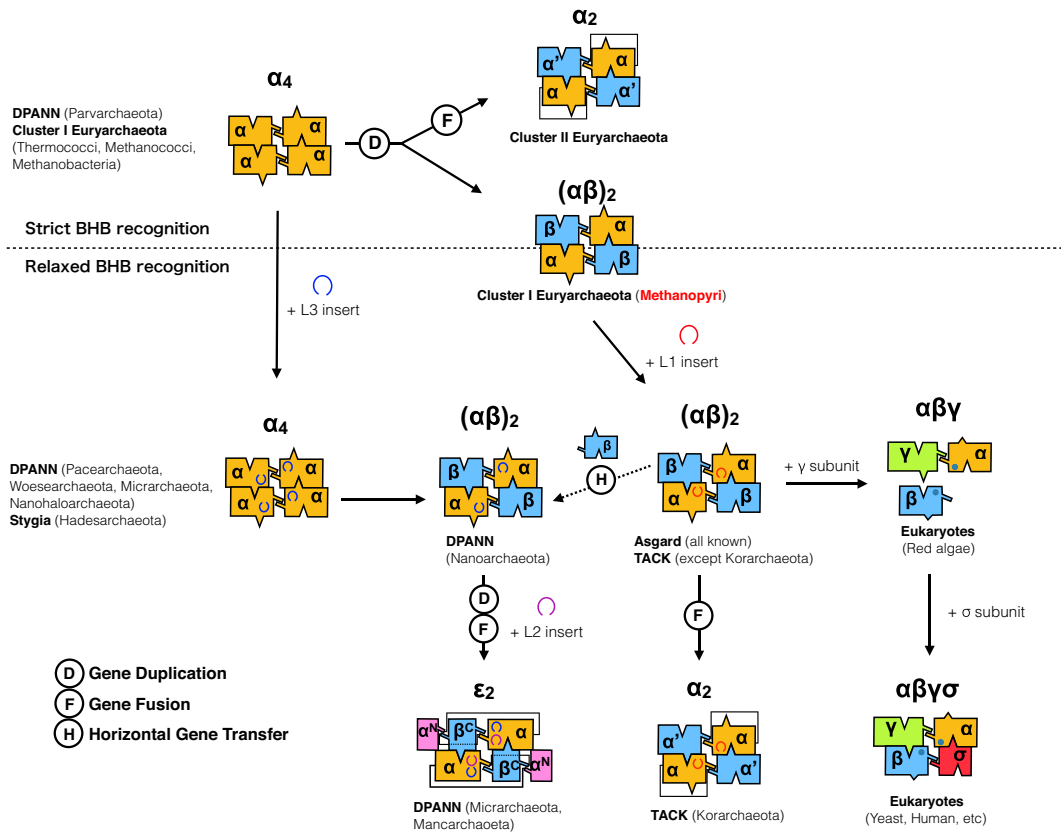 α2
α' α
α α'
Cluster II Euryarchaeota
α4
DPANN (Parvarchaeota)
Cluster I Euryarchaeota
(Thermococci, Methanococci,
Methanobacteria)
α α
α α
D
F
(αβ)2
β α
α β
Cluster I Euryarchaeota (Methanopyri)
Strict BHB recognition
Relaxed BHB recognition
+ L3 insert
+ L1 insert
α4
DPANN (Pacearchaeota,
Woesearchaeota, Micrarchaeota,
Nanohaloarchaeota)
Stygia (Hadesarchaeota)
α α
α α
(αβ)2
β α
α β
DPANN
(Nanoarchaeota)
β
H
(αβ)2
β α
α β
Asgard (all known)
TACK (except Korarchaeota)
+ γ subunit
αβγ
γ α
β
Eukaryotes
(Red algae)
D
F
+ L2 insert
F
+ σ subunit
D Gene Duplication
F Gene Fusion
H Horizontal Gene Transfer
ε2
αN βC α
α βC αN
DPANN (Micrarchaeota,
Mancarchaoeta)
α2
α' α
α α'
TACK (Korarchaeota)
αβγσ
γ α
β σ
Eukaryotes
(Yeast, Human, etc)